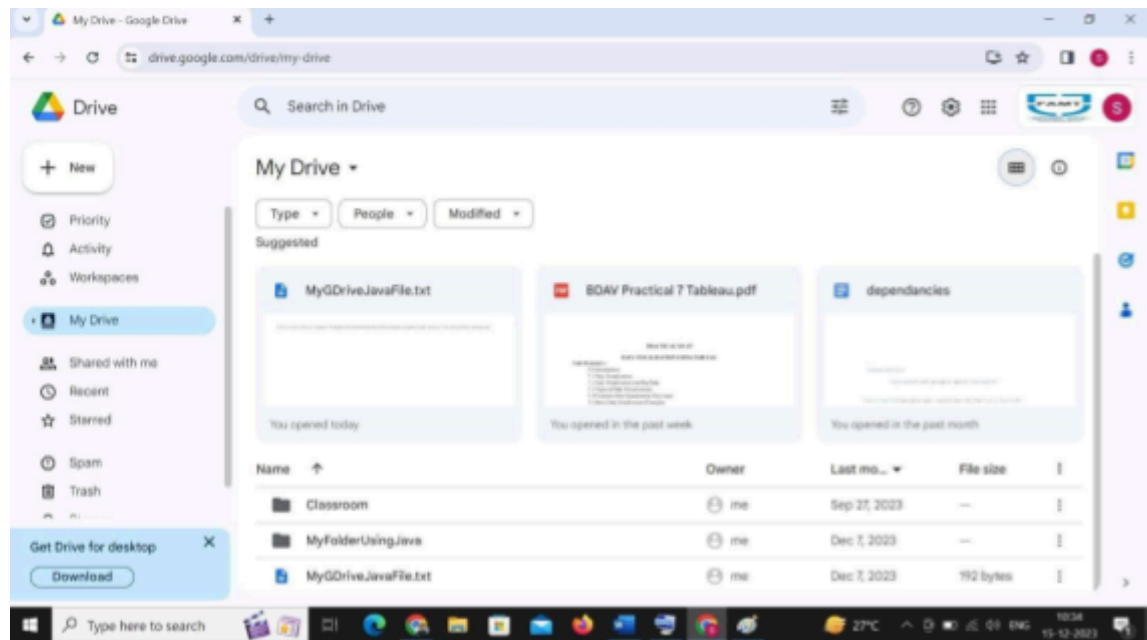 My Drive - Google Drive
drive.google.com/drive/my-drive
S
Drive
Search in Drive
FAMT
S
New
My Drive
Priority
Type
People
Modified
Activity
Suggested
Workspaces
MyGDriveJavaFile.txt
BDAV Practical 7 Tableau.pdf
dependancies
My Drive
Shared with me
Recent
Starred
You opened today
You opened in the past week
You opened in the past month
Spam
Name
Owner
Last mo...
File size
Trash
Classroom
me
Sep 27, 2023
—
Get Drive for desktop
MyFolderUsingJava
me
Dec 7, 2023
—
Download
MyGDriveJavaFile.txt
me
Dec 7, 2023
192 bytes
Type here to search
27°C
ENG
10:34
15-12-2023